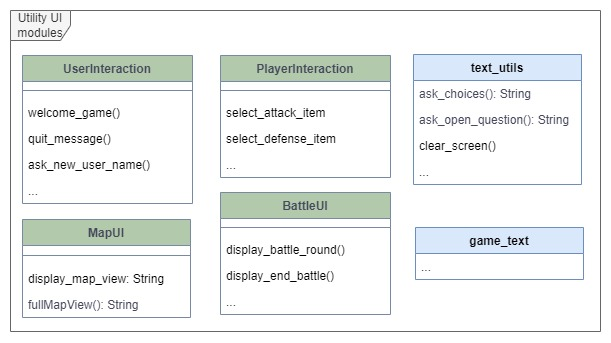 Utility UI
modules
UserInteraction
welcome_game()
quit_message()
ask_new_user_name()
...
PlayerInteraction
select_attack_item
select_defense_item
...
text_utils
ask_choices(): String
ask_open_question(): String
clear_screen()
...
MapUI
display_map_view: String
fullMapView(): String
BattleUI
display_battle_round()
display_end_battle()
...
game_text
...